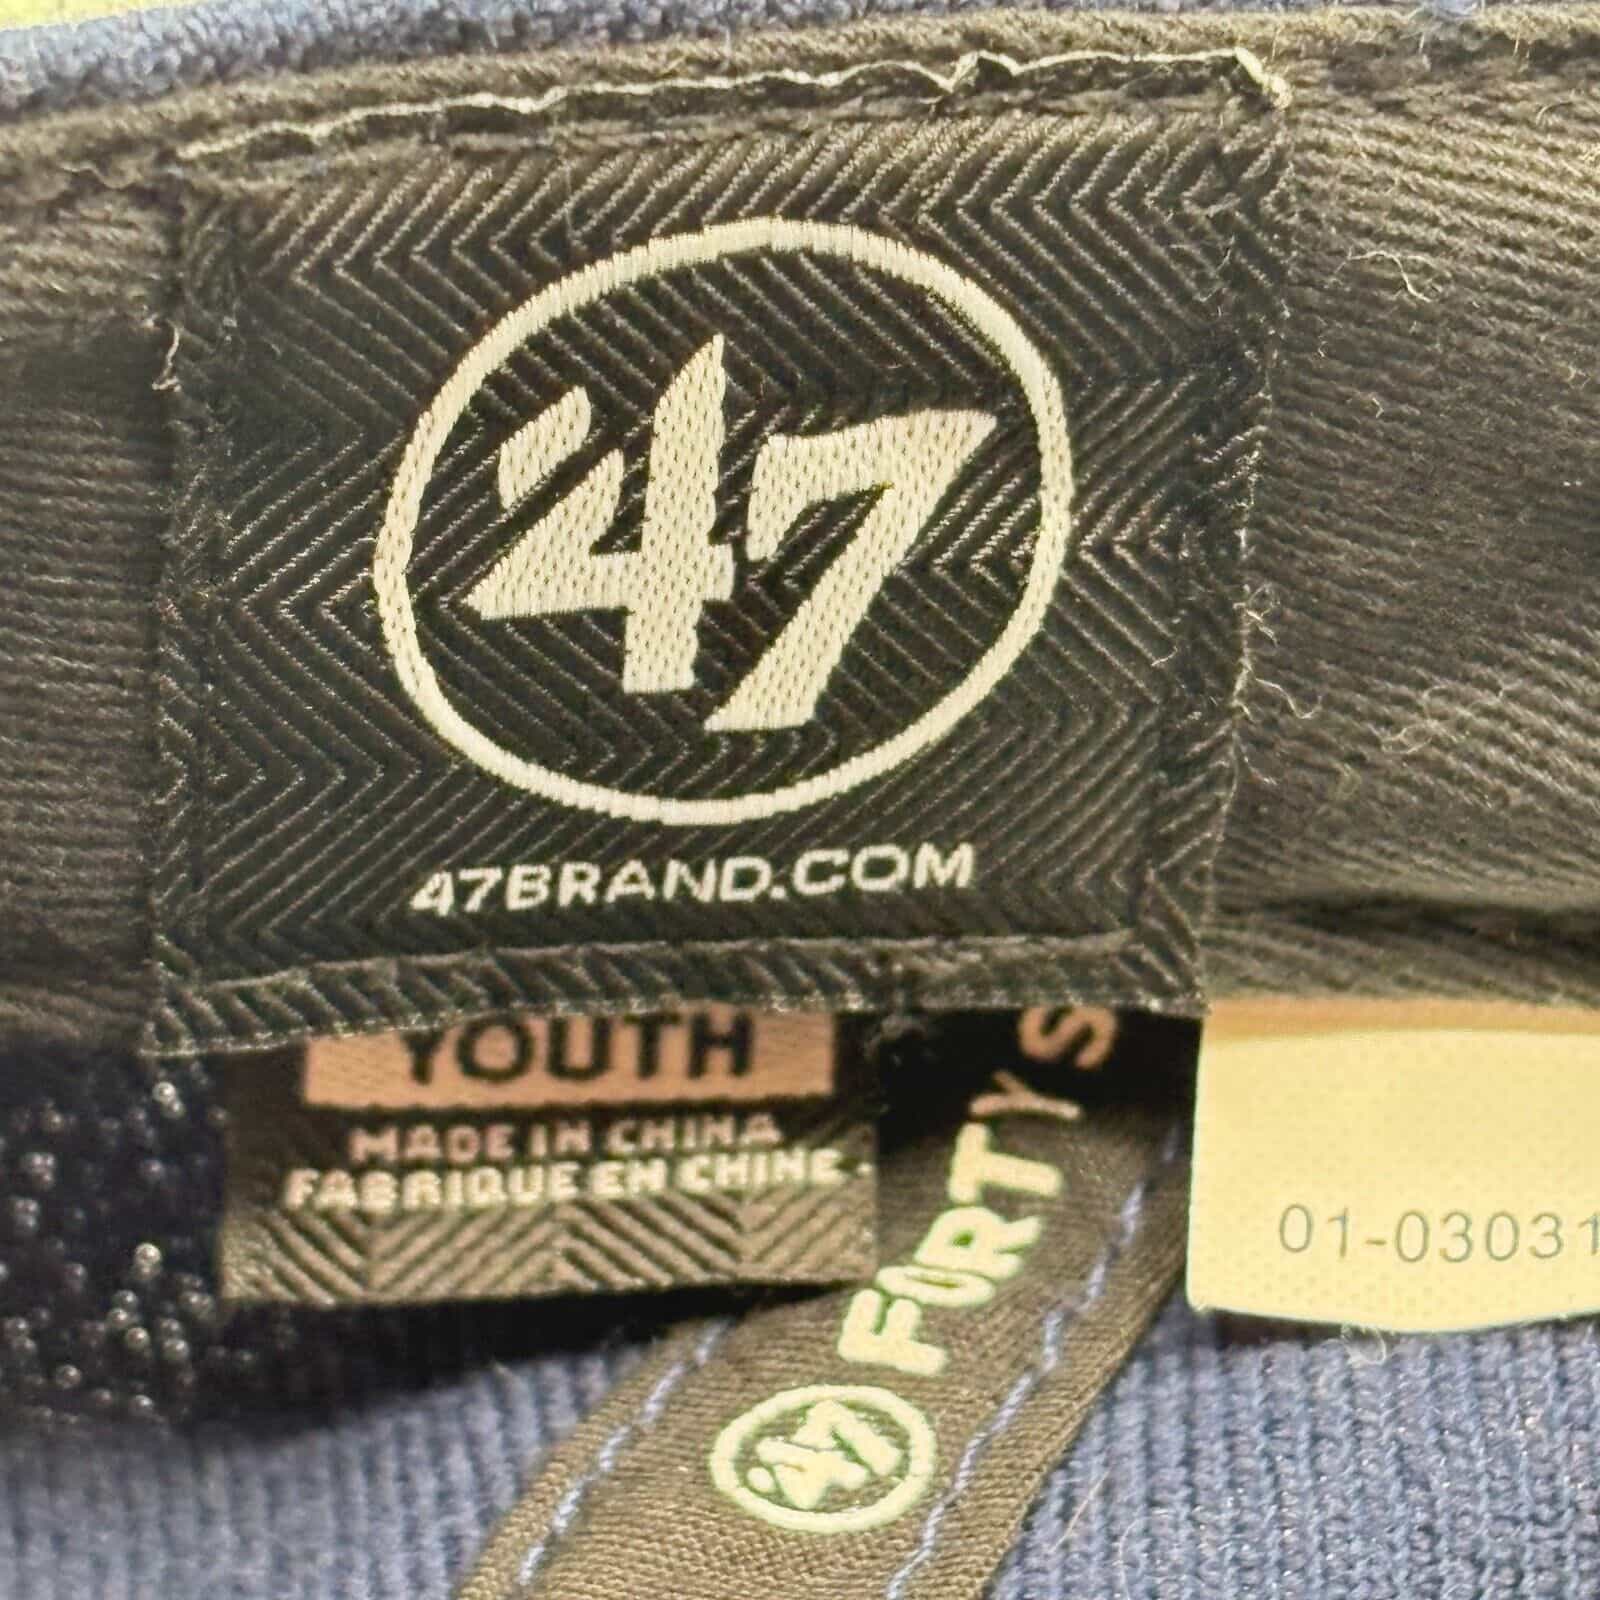 47
47BRAND.COM
YOUTH
MADE IN CHINA
FABRIQUE EN CHINE
47 FORTY S
01-03031